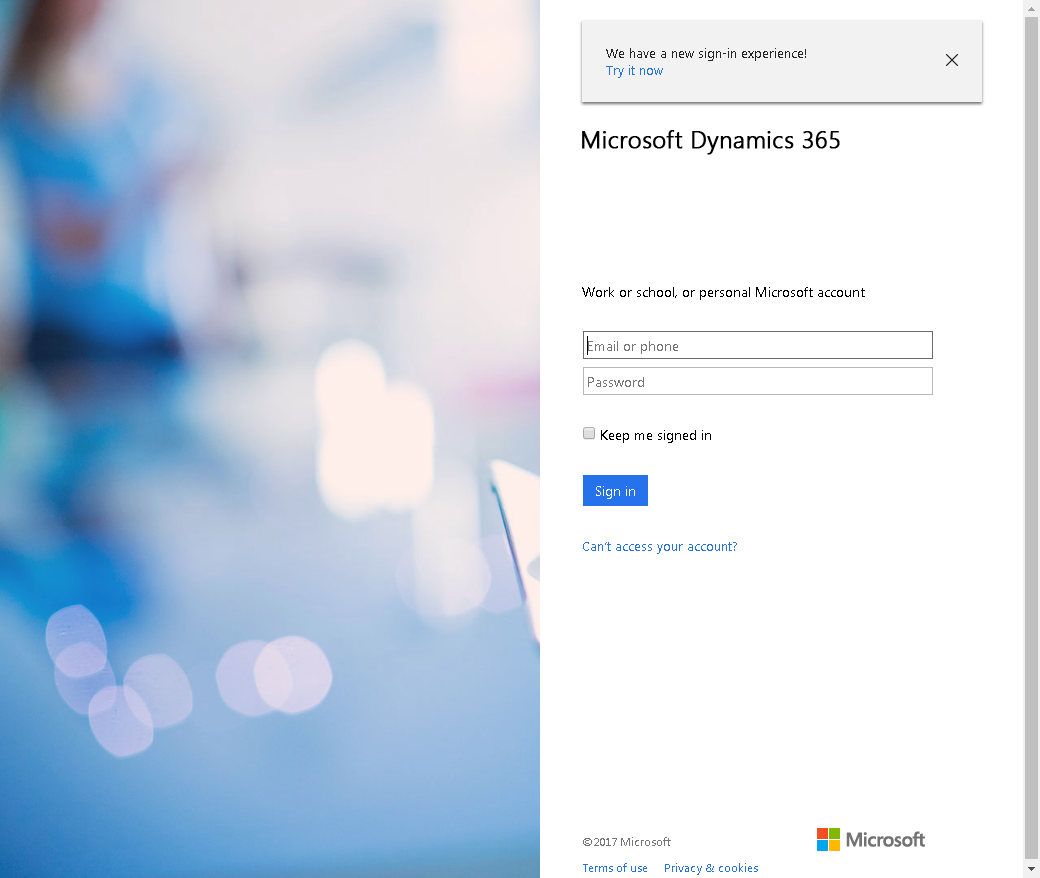 We have a new sign-in experience!
Try it now
Microsoft Dynamics 365
Work or school, or personal Microsoft account
Email or phone
Password
Keep me signed in
Sign in
Can't access your account?
©2017 Microsoft
Microsoft
Terms of use Privacy & cookies